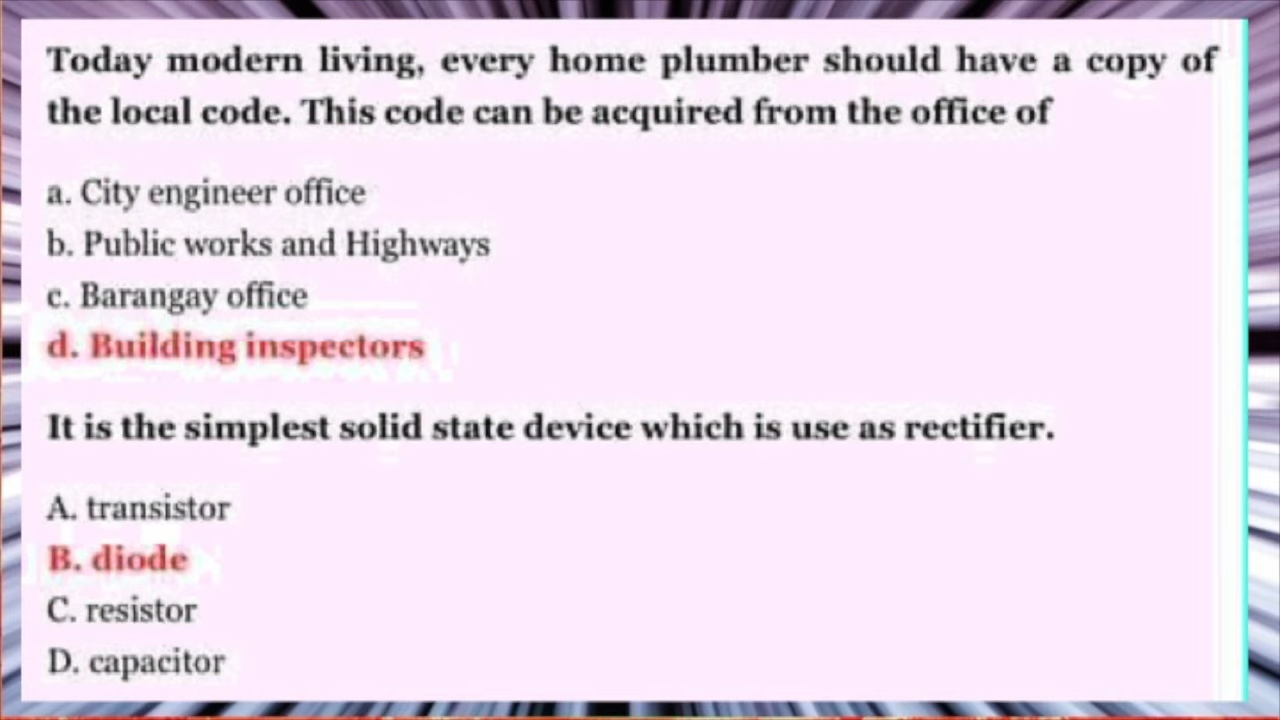 Today modern living, every home plumber should have a copy of
the local code. This code can be acquired from the office of
a. City engineer office
b. Public works and Highways
c. Barangay office
d. Building inspectors
It is the simplest solid state device which is use as rectifier.
A. transistor
B. diode
C. resistor
D. capacitor